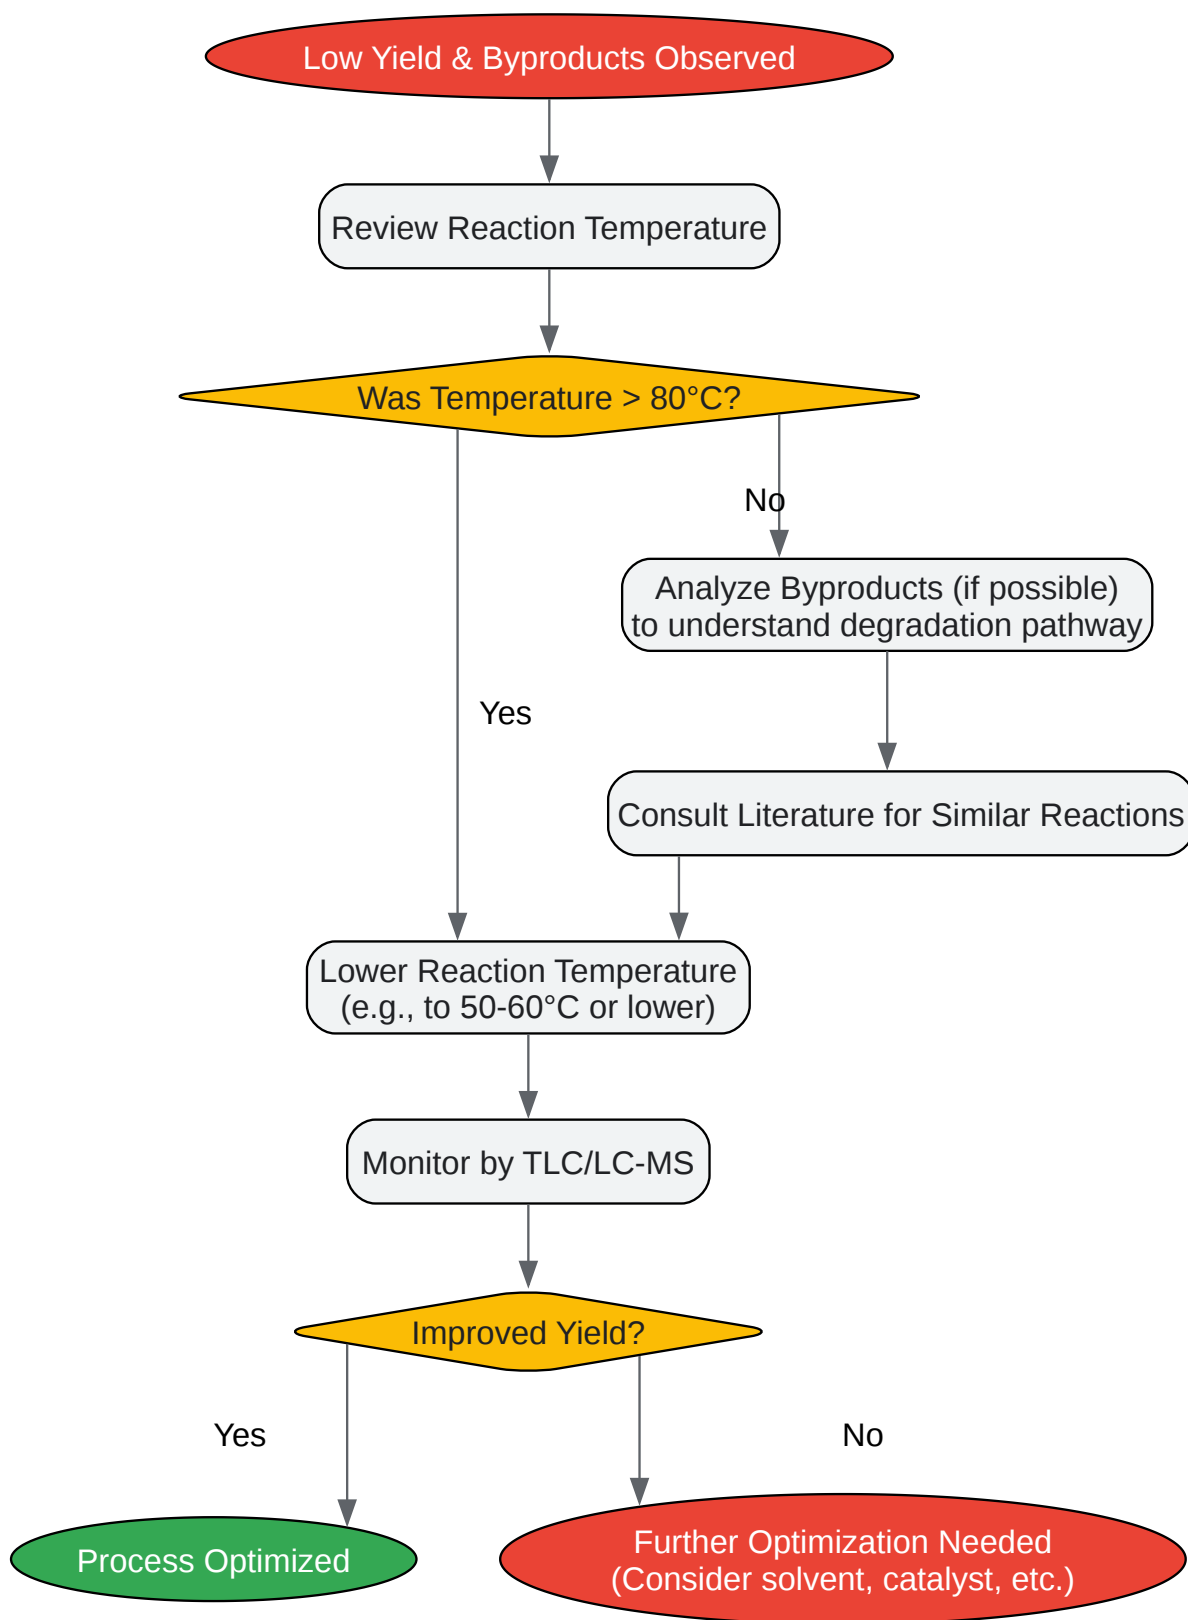 Low Yield & Byproducts Observed
Review Reaction Temperature
Was Temperature > 80°C?
No
Analyze Byproducts (if possible)
to understand degradation pathway
Yes
Consult Literature for Similar Reactions
Lower Reaction Temperature
(e.g., to 50-60°C or lower)
Monitor by TLC/LC-MS
Improved Yield?
Yes
No
Process Optimized
Further Optimization Needed
(Consider solvent, catalyst, etc.)